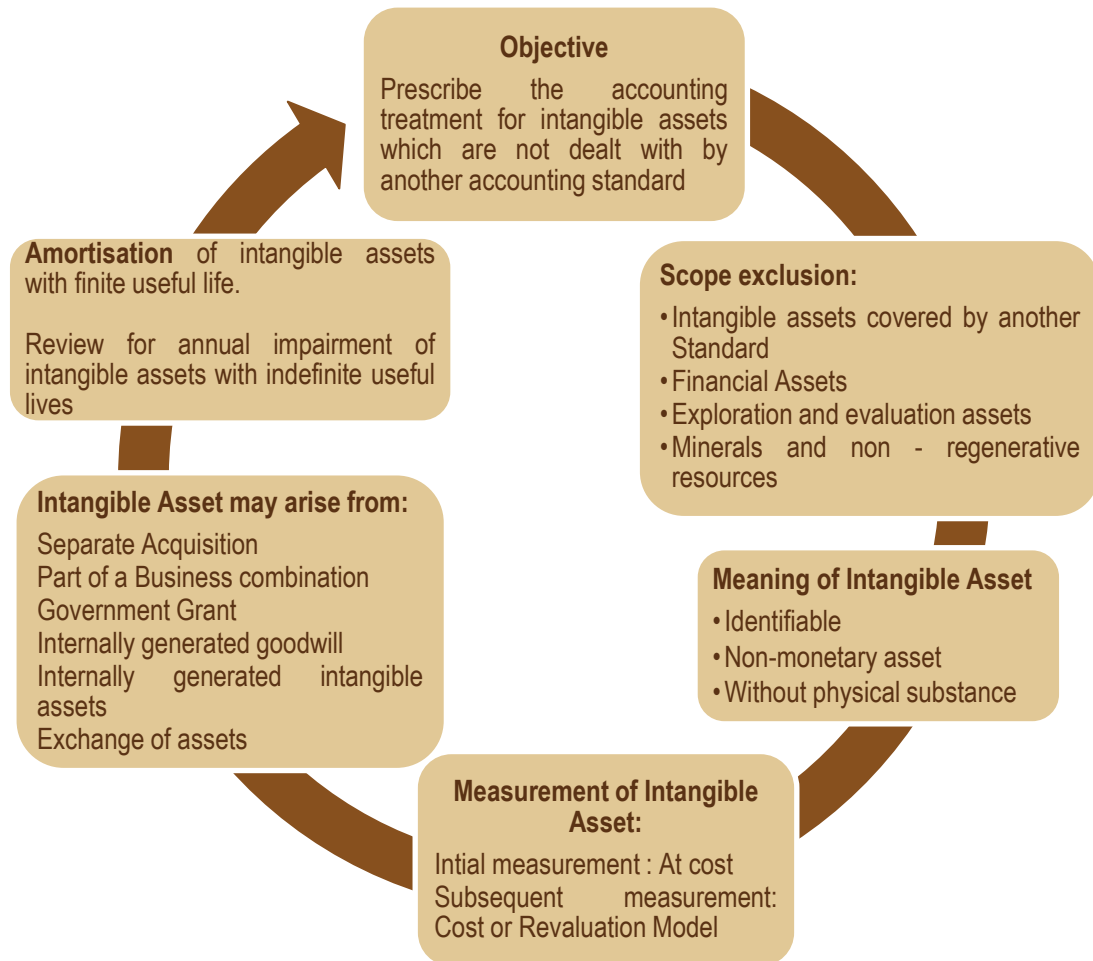 Objective
Prescribe the accounting
treatment for intangible assets
which are not dealt with by
another accounting standard
Scope exclusion:
• Intangible assets covered by another
Standard
• Financial Assets
• Exploration and evaluation assets
• Minerals and non - regenerative
resources
Meaning of Intangible Asset
• Identifiable
• Non-monetary asset
• Without physical substance
Measurement of Intangible
Asset:
Intial measurement : At cost
Subsequent measurement:
Cost or Revaluation Model
Intangible Asset may arise from:
Separate Acquisition
Part of a Business combination
Government Grant
Internally generated goodwill
Internally generated intangible
assets
Exchange of assets
Amortisation of intangible assets
with finite useful life.
Review for annual impairment of
intangible assets with indefinite useful
lives